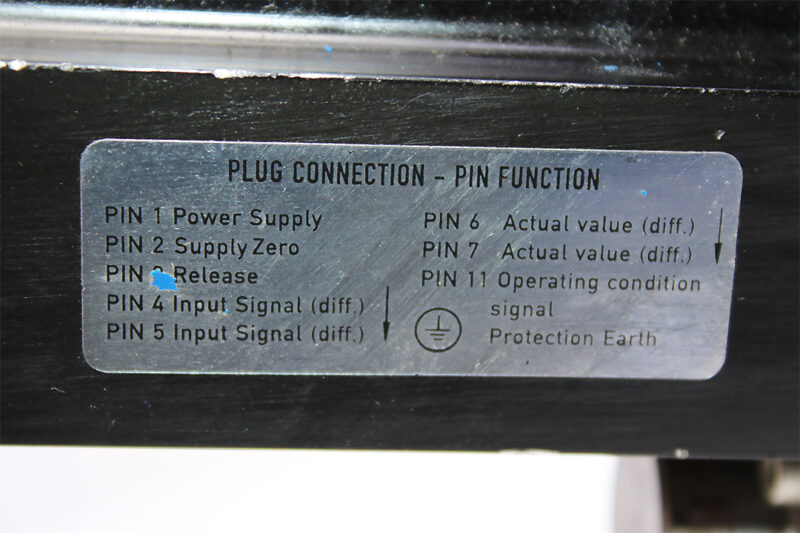 PLUG CONNECTION - PIN FUNCTION
PIN 1 Power Supply
PIN 2 Supply Zero
PIN Release
PIN 4 Input Signal (diff.)
PIN 5 Input Signal (diff.)
PIN 6 Actual value (diff.)
PIN 7 Actual value (diff.)
PIN 11 Operating condition
signal
Protection Earth